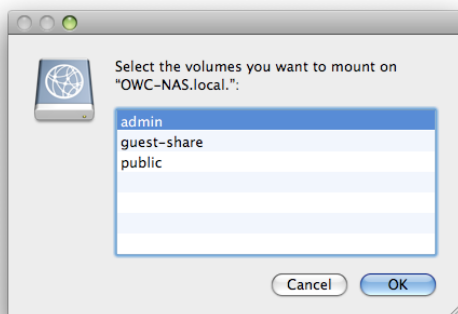 Select the volumes you want to mount on
“OWC-NAS.local.”:
admin
guest-share
public
Cancel
OK